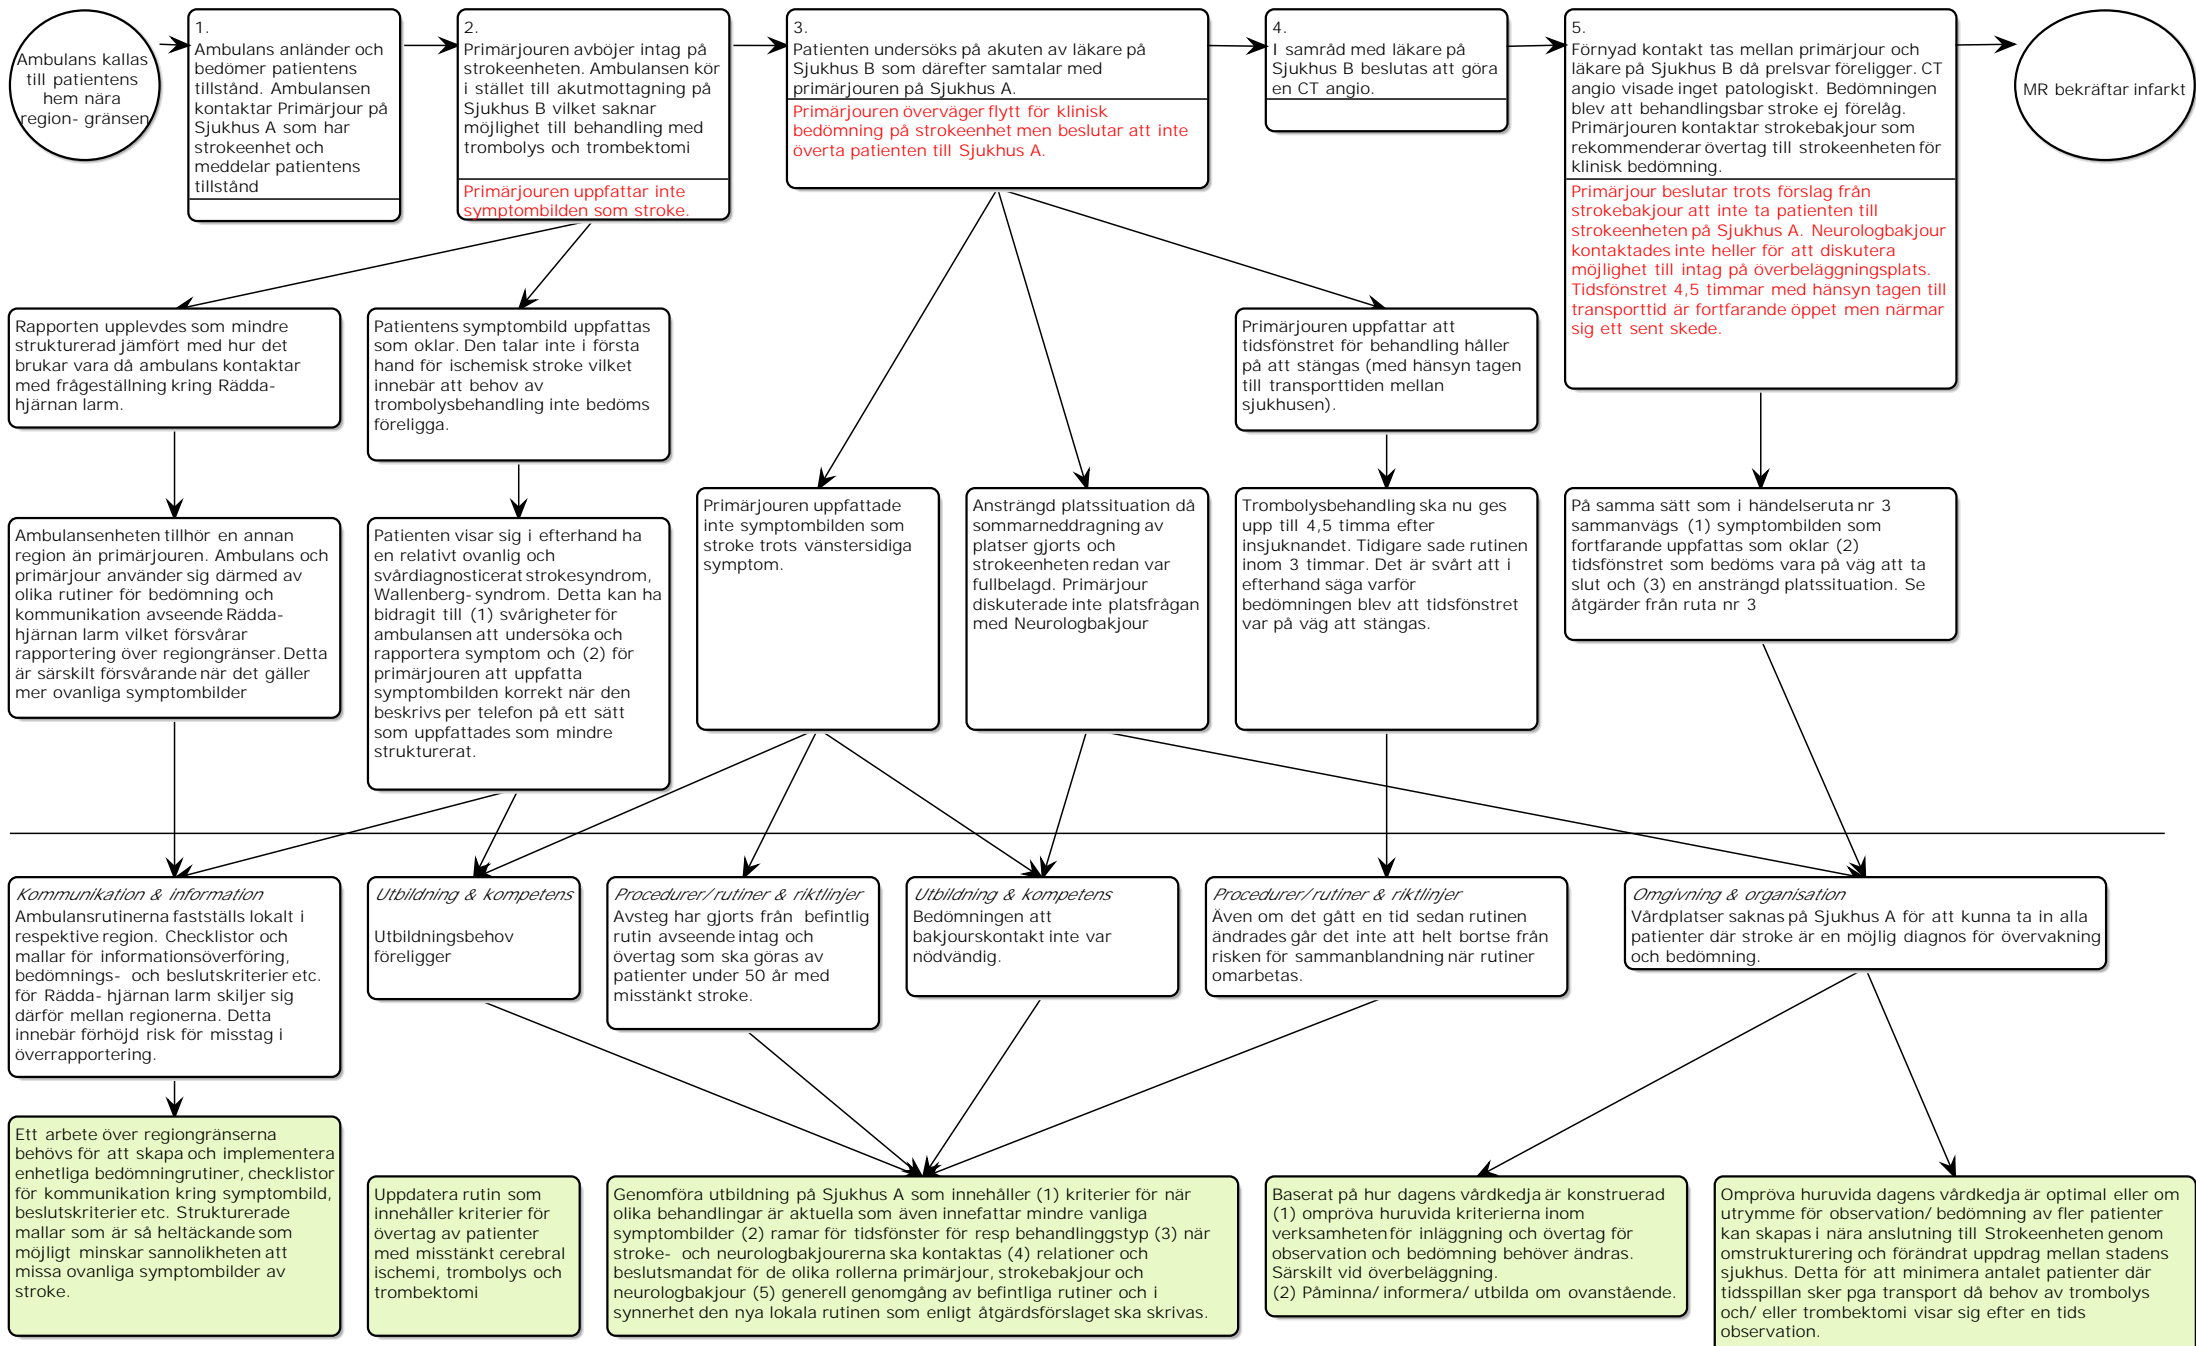 Ambulans kallas
till patientens
hem nära
region- gränsen
1.
Ambulans anländer och
bedömer patientens
tillstånd. Ambulansen
kontaktar Primärjour på
Sjukhus A som har
strokeenhet och
meddelar patientens
tillstånd
2.
Primärjouren avböjer intag på
strokeenheten. Ambulansen kör
i stället till akutmottagning på
Sjukhus B vilket saknar
möjlighet till behandling med
trombolys och trombektomi
Primärjouren uppfattar inte
symptombilden som stroke.
3.
Patienten undersöks på akuten av läkare på
Sjukhus B som därefter samtalar med
primärjouren på Sjukhus A.
Primärjouren överväger flytt för klinisk
bedömning på strokeenhet men beslutar att inte
överta patienten till Sjukhus A.
4.
I samråd med läkare på
Sjukhus B beslutas att göra
en CT angio.
5.
Förnyad kontakt tas mellan primärjour och
läkare på Sjukhus B då prelsvar föreligger. CT
angio visade inget patologiskt. Bedömningen
blev att behandlingsbar stroke ej förelåg.
Primärjouren kontaktar strokebakjour som
rekommenderar övertag till strokeenheten för
klinisk bedömning.
Primärjour beslutar trots förslag från
strokebakjour att inte ta patienten till
strokeenheten på Sjukhus A. Neurologbakjour
kontaktades inte heller för att diskutera
möjlighet till intag på överbeläggningsplats.
Tidsfönstret 4,5 timmar med hänsyn tagen till
transporttid är fortfarande öppet men närmar
sig ett sent skede.
MR bekräftar infarkt
Rapporten upplevdes som mindre
strukturerad jämfört med hur det
brukar vara då ambulans kontaktar
med frågeställning kring Rädda-
hjärnan larm.
Patientens symptombild uppfattas
som oklar. Den talar inte i första
hand för ischemisk stroke vilket
innebär att behov av
trombolysbehandling inte bedöms
föreligga.
Primärjouren uppfattar att
tidsfönstret för behandling håller
på att stängas (med hänsyn tagen
till transporttiden mellan
sjukhusen).
Ambulansenheten tillhör en annan
region än primärjouren. Ambulans och
primärjour använder sig därmed av
olika rutiner för bedömning och
kommunikation avseende Rädda-
hjärnan larm vilket försvårar
rapportering över regiongränser. Detta
är särskilt försvårande när det gäller
mer ovanliga symptombilder
Patienten visar sig i efterhand ha
en relativt ovanlig och
svårdiagnosticerat strokesyndrom,
Wallenberg- syndrom. Detta kan ha
bidragit till (1) svårigheter för
ambulansen att undersöka och
rapportera symptom och (2) för
primärjouren att uppfatta
symptombilden korrekt när den
beskrivs per telefon på ett sätt
som uppfattades som mindre
strukturerat.
Primärjouren uppfattade
inte symptombilden som
stroke trots vänstersidiga
symptom.
Ansträngd platssituation då
sommarneddragning av
platser gjorts och
strokeenheten redan var
fullbelagd. Primärjour
diskuterade inte platsfrågan
med Neurologbakjour
Trombolysbehandling ska nu ges
upp till 4,5 timma efter
insjuknandet. Tidigare sade rutinen
inom 3 timmar. Det är svårt att i
efterhand säga varför
bedömningen blev att tidsfönstret
var på väg att stängas.
På samma sätt som i händelseruta nr 3
sammanvägs (1) symptombilden som
fortfarande uppfattas som oklar (2)
tidsfönstret som bedöms vara på väg att ta
slut och (3) en ansträngd platssituation. Se
åtgärder från ruta nr 3
Kommunikation & information
Ambulansrutinerna fastställs lokalt i
respektive region. Checklistor och
mallar för informationsöverföring,
bedömnings- och beslutskriterier etc.
för Rädda- hjärnan larm skiljer sig
därför mellan regionerna. Detta
innebär förhöjd risk för misstag i
överrapportering.
Utbildning & kompetens
Utbildningsbehov
föreligger
Procedurer/rutiner & riktlinjer
Avsteg har gjorts från befintlig
rutin avseende intag och
övertag som ska göras av
patienter under 50 år med
misstänkt stroke.
Utbildning & kompetens
Bedömningen att
bakjourskontakt inte var
nödvändig.
Procedurer/rutiner & riktlinjer
Även om det gått en tid sedan rutinen
ändrades går det inte att helt bortse från
risken för sammanblandning när rutiner
omarbetas.
Omgivning & organisation
Vårdplatser saknas på Sjukhus A för att kunna ta in alla
patienter där stroke är en möjlig diagnos för övervakning
och bedömning.
Ett arbete över regiongränserna
behövs för att skapa och implementera
enhetliga bedömningrutiner, checklistor
för kommunikation kring symptombild,
beslutskriterier etc. Strukturerade
mallar som är så heltäckande som
möjligt minskar sannolikheten att
missa ovanliga symptombilder av
stroke.
Uppdatera rutin som
innehåller kriterier för
övertag av patienter
med misstänkt cerebral
ischemi, trombolys och
trombektomi
Genomföra utbildning på Sjukhus A som innehåller (1) kriterier för när
olika behandlingar är aktuella som även innefattar mindre vanliga
symptombilder (2) ramar för tidsfönster för resp behandlinggstyp (3) när
stroke- och neurologbakjourerna ska kontaktas (4) relationer och
beslutsmandat för de olika rollerna primärjour, strokebakjour och
neurologbakjour (5) generell genomgång av befintliga rutiner och i
synnerhet den nya lokala rutinen som enligt åtgärdsförslaget ska skrivas.
Baserat på hur dagens vårdkedja är konstruerad
(1) ompröva huruvida kriterierna inom
verksamheten för inläggning och övertag för
observation och bedömning behöver ändras.
Särskilt vid överbeläggning.
(2) Påminna/ informera/ utbilda om ovanstående.
Ompröva huruvida dagens vårdkedja är optimal eller om
utrymme för observation/ bedömning av fler patienter
kan skapas i nära anslutning till Strokeenheten genom
omstrukturering och förändrat uppdrag mellan stadens
sjukhus. Detta för att minimera antalet patienter där
tidsspillan sker pga transport då behov av trombolys
och/ eller trombektomi visar sig efter en tids
observation.